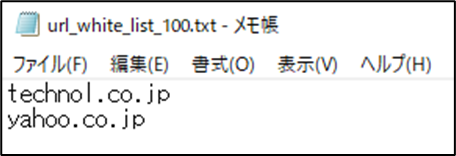 url_white_list_100.txt - メモ帳
ファイル(F) 編集(E) 書式(O) 表示(V) ヘルプ(H)
technol.co.jp
yahoo.co.jp